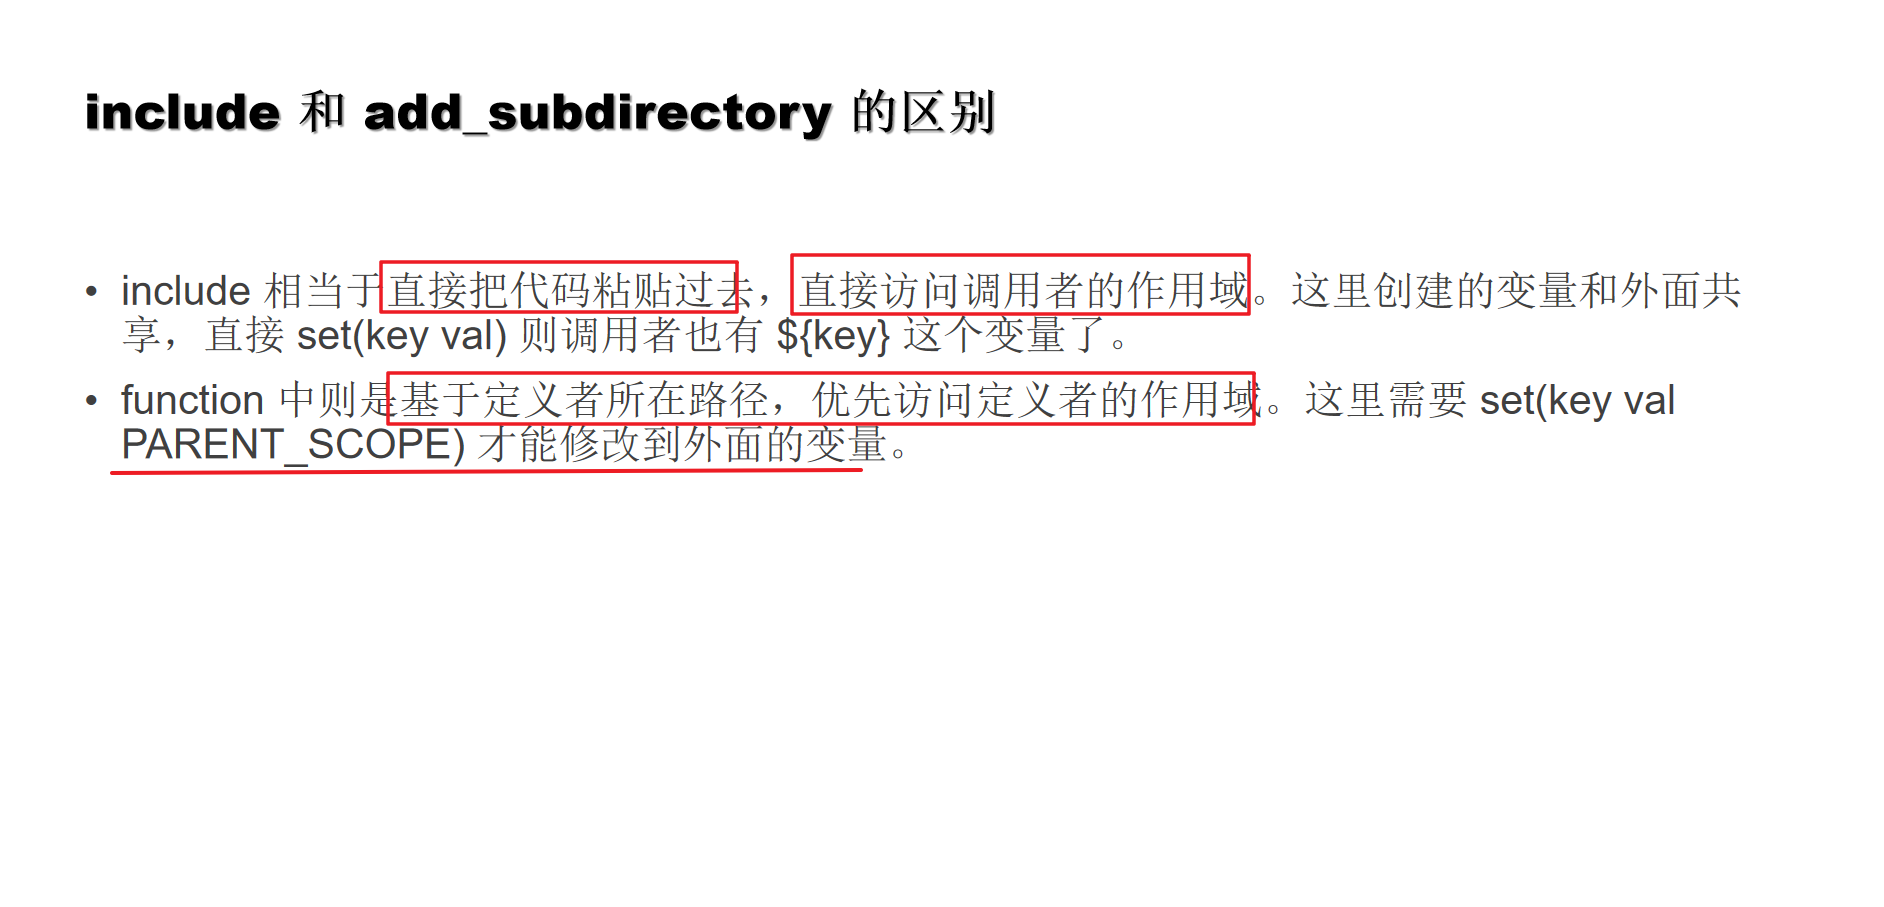 include 和 add_subdirectory 的区别
• include 相当于直接把代码粘贴过去，直接访问调用者的作用域。这里创建的变量和外面共
享，直接 set(key val) 则调用者也有 ${key} 这个变量了。
• function 中则是基于定义者所在路径，优先访问定义者的作用域。这里需要 set(key val
PARENT_SCOPE) 才能修改到外面的变量。